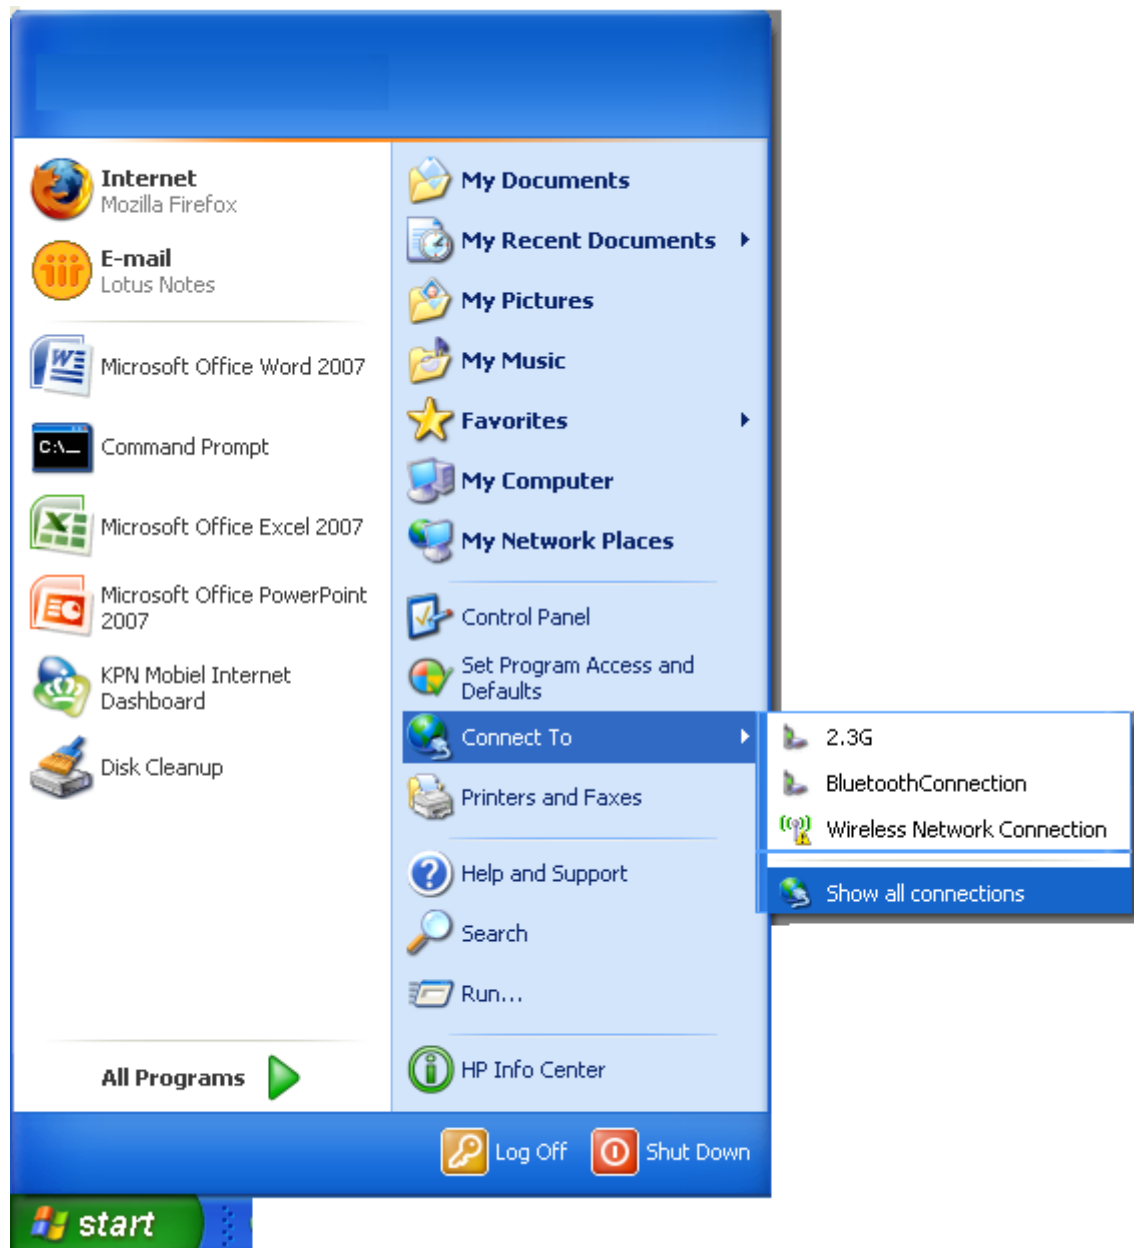 Internet
Mozilla Firefox
E-mail
Lotus Notes
Microsoft Office Word 2007
C:\_
Command Prompt
Microsoft Office Excel 2007
Microsoft Office PowerPoint
2007
KPN Mobiel Internet
Dashboard
Disk Cleanup
All Programs
My Documents
My Recent Documents
My Pictures
My Music
Favorites
My Computer
My Network Places
Control Panel
Set Program Access and
Defaults
Connect To
Printers and Faxes
Help and Support
Search
Run...
HP Info Center
2.3G
BluetoothConnection
Wireless Network Connection
Show all connections
Log Off
Shut Down
start